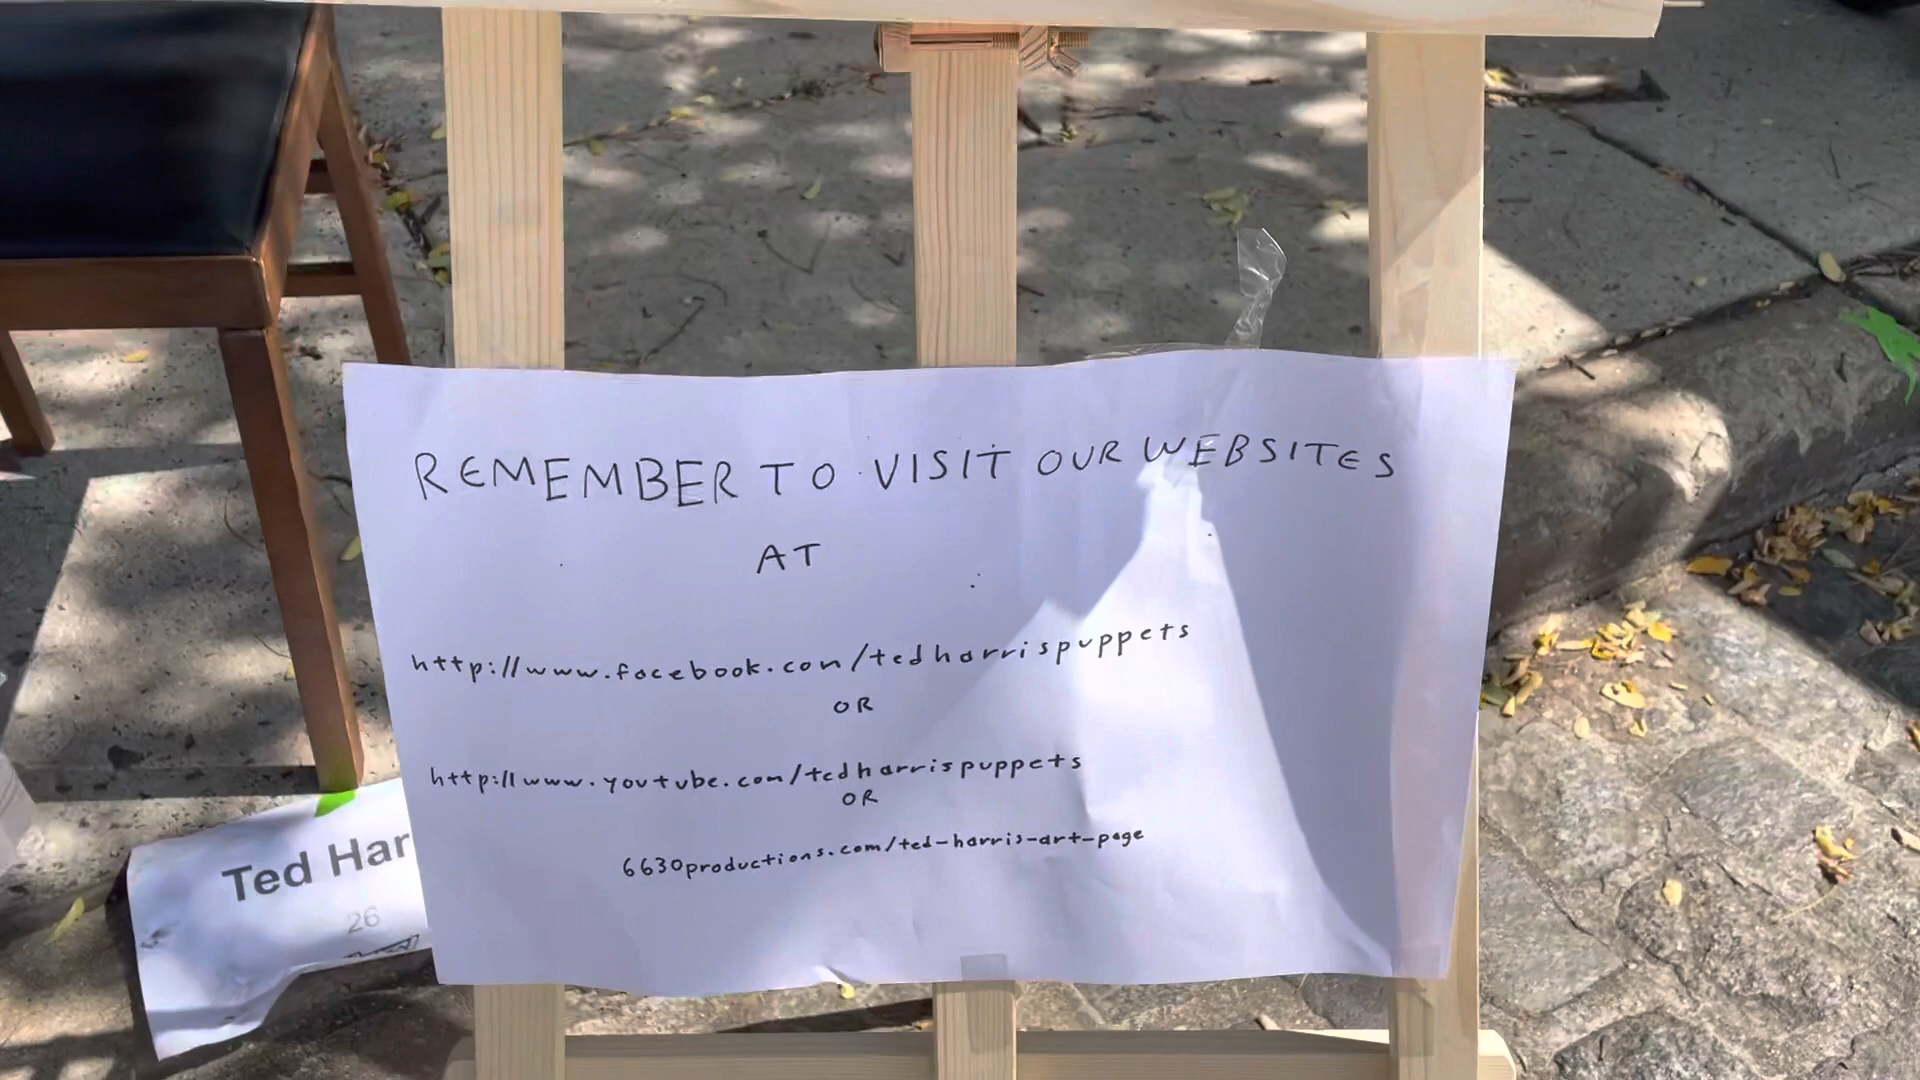 REMEMBER TO VISIT OUR WEBSITES
AT
http://www.facebook.con/tedharrispuppets
OR
http://www.youtube.com/tedharrispuppets
OR
6630productions.com/ted-harris-art-page
Ted Har
26